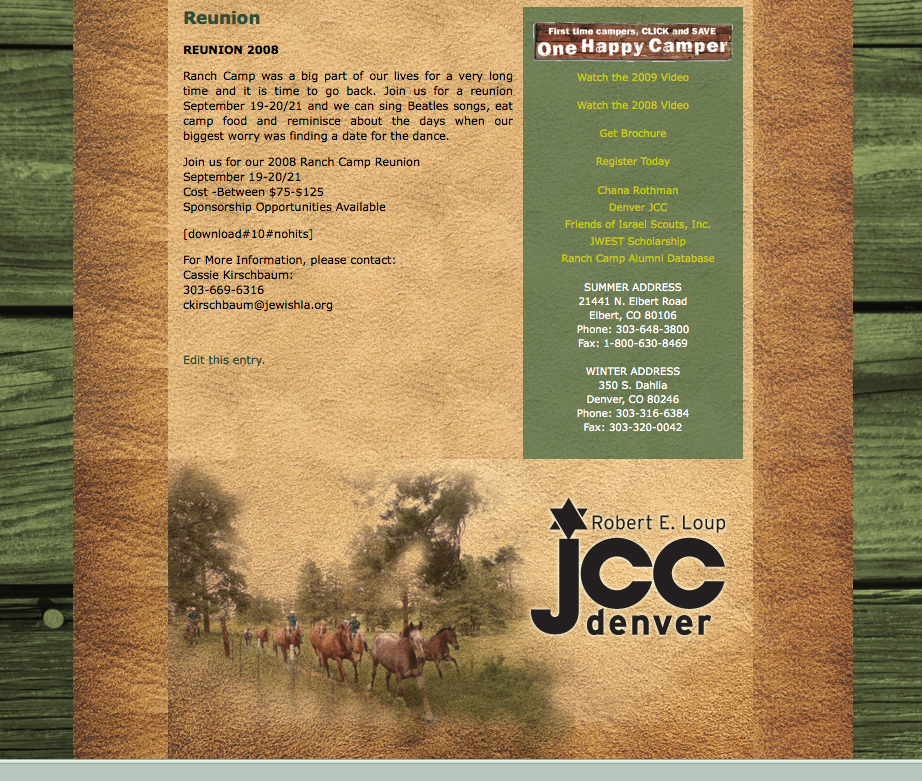 Reunion
REUNION 2008
Ranch Camp was a big part of our lives for a very long
time and it is time to go back. Join us for a reunion
September 19-20/21 and we can sing Beatles songs, eat
camp food and reminisce about the days when our
biggest worry was finding a date for the dance.
Join us for our 2008 Ranch Camp Reunion
September 19-20/21
Cost -Between $75-$125
Sponsorship Opportunities Available
[download#10#nohits]
For More Information, please contact:
Cassie Kirschbaum:
303-669-6316
ckirschbaum@jewishla.org
Edit this entry.
First time campers, CLICK and SAVE
One Happy Camper
Watch the 2009 Video
Watch the 2008 Video
Get Brochure
Register Today
Chana Rothman
Denver JCC
Friends of Israel Scouts, Inc.
JWEST Scholarship
Ranch Camp Alumni Database
SUMMER ADDRESS
21441 N. Elbert Road
Elbert, CO 80106
Phone: 303-648-3800
Fax: 1-800-630-8469
WINTER ADDRESS
350 S. Dahlia
Denver, CO 80246
Phone: 303-316-6384
Fax: 303-320-0042
Robert E. Loup
jcc
denver